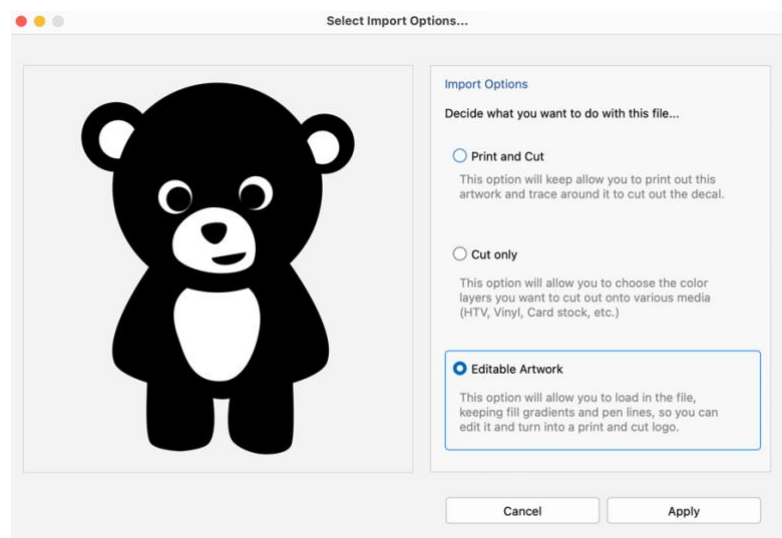 Select Import Options...
Import Options
Decide what you want to do with this file...
Print and Cut
This option will keep allow you to print out this
artwork and trace around it to cut out the decal.
Cut only
This option will allow you to choose the color
layers you want to cut out onto various media
(HTV, Vinyl, Card stock, etc.)
Editable Artwork
This option will allow you to load in the file,
keeping fill gradients and pen lines, so you can
edit it and turn into a print and cut logo.
Cancel
Apply